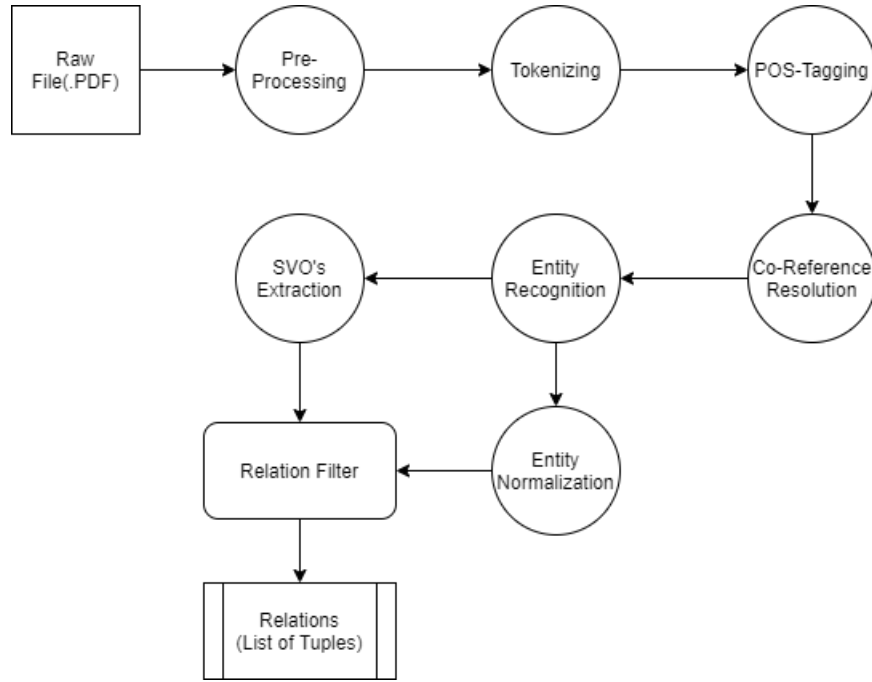 Raw
File(.PDF)
Pre-
Processing
Tokenizing
POS-Tagging
SVO's
Extraction
Entity
Recognition
Co-Reference
Resolution
Relation Filter
Entity
Normalization
Relations
(List of Tuples)